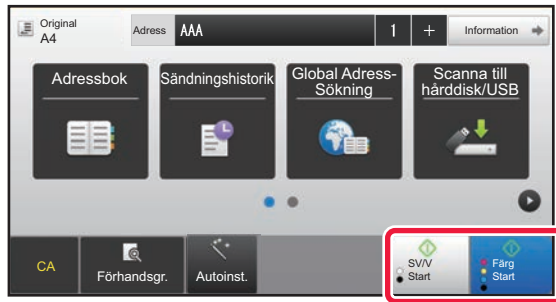 Original
A4
Adress
AAA
1
+
Information
Adressbok
Sändningshistorik
Global Adress-
Sökning
Scanna till
hårddisk/USB
CA
Förhandsgr.
Autoinst.
SV/V
Start
Färg
Start